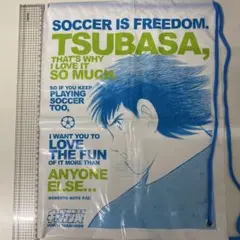 SOCCER IS FREEDOM.
TSUBASA,
THAT'S WHY
I LOVE IT
SO MUCH.
SO IF YOU KEEP
PLAYING
SOCCER
TOO,
I WANT YOU TO
LOVE
THE FUN
OF IT MORE THAN
ANYONE
ELSE...